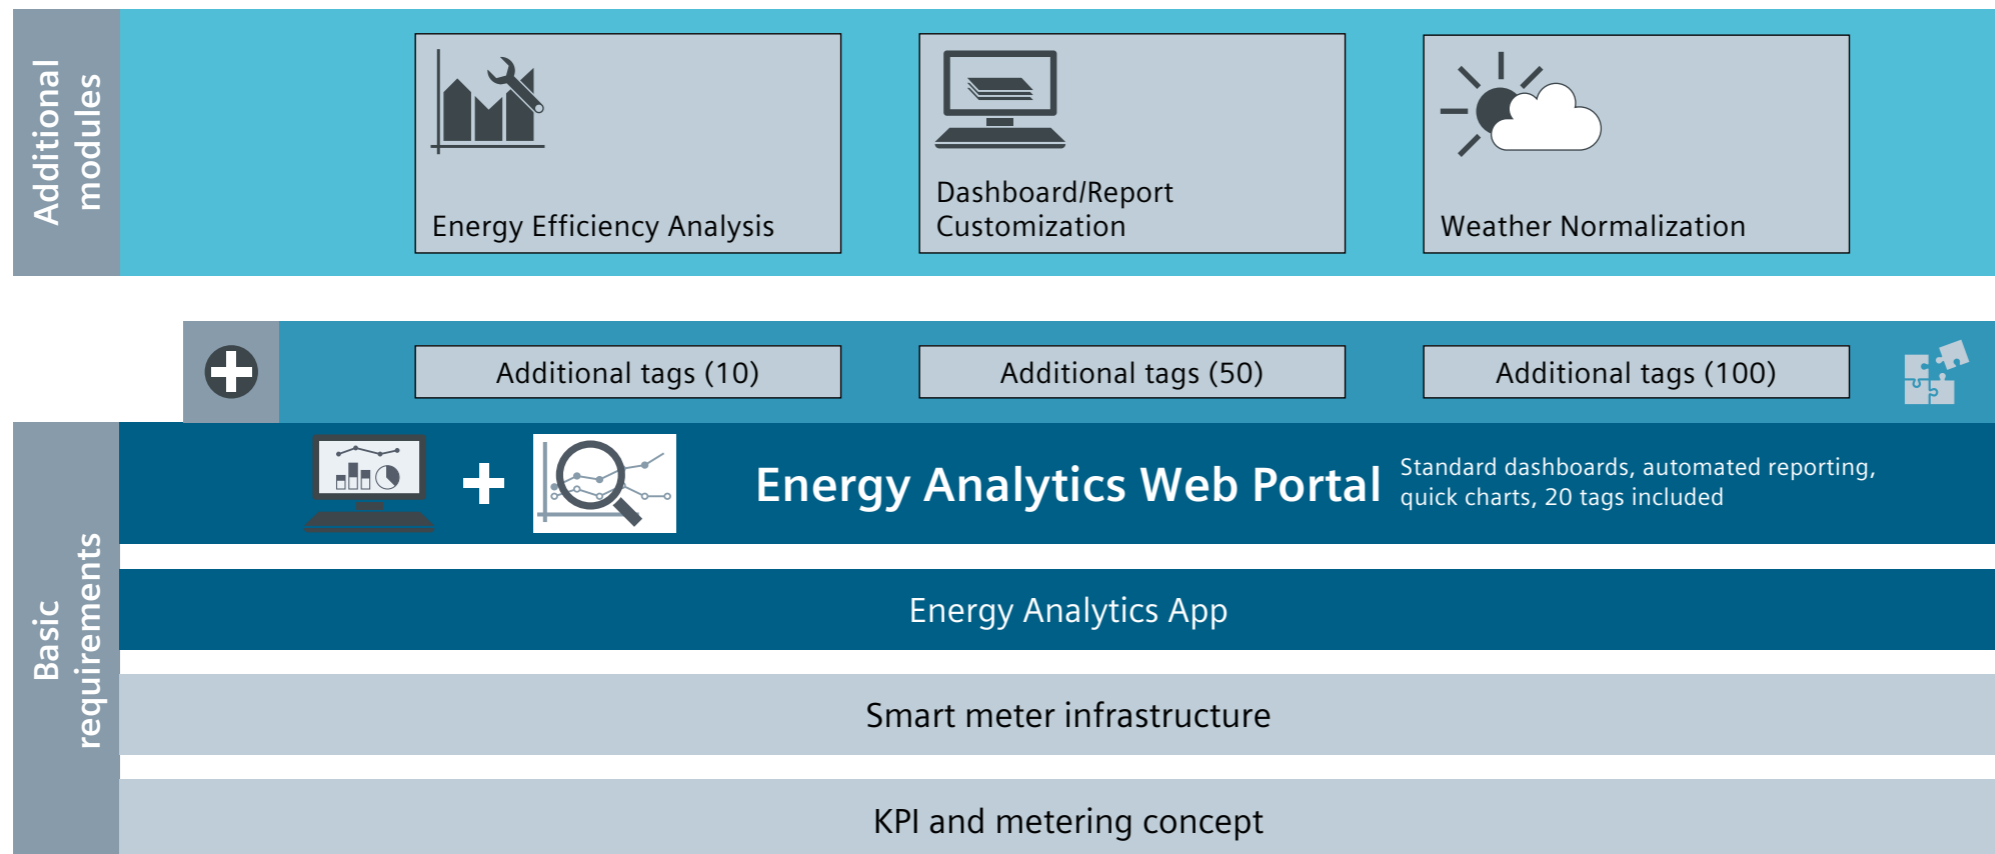 Additional
modules
Energy Efficiency Analysis
Dashboard/Report
Customization
Weather Normalization
Additional tags (10)
Additional tags (50)
Additional tags (100)
Basic
requirements
Energy Analytics Web Portal
Standard dashboards, automated reporting,
quick charts, 20 tags included
Energy Analytics App
Smart meter infrastructure
KPI and metering concept